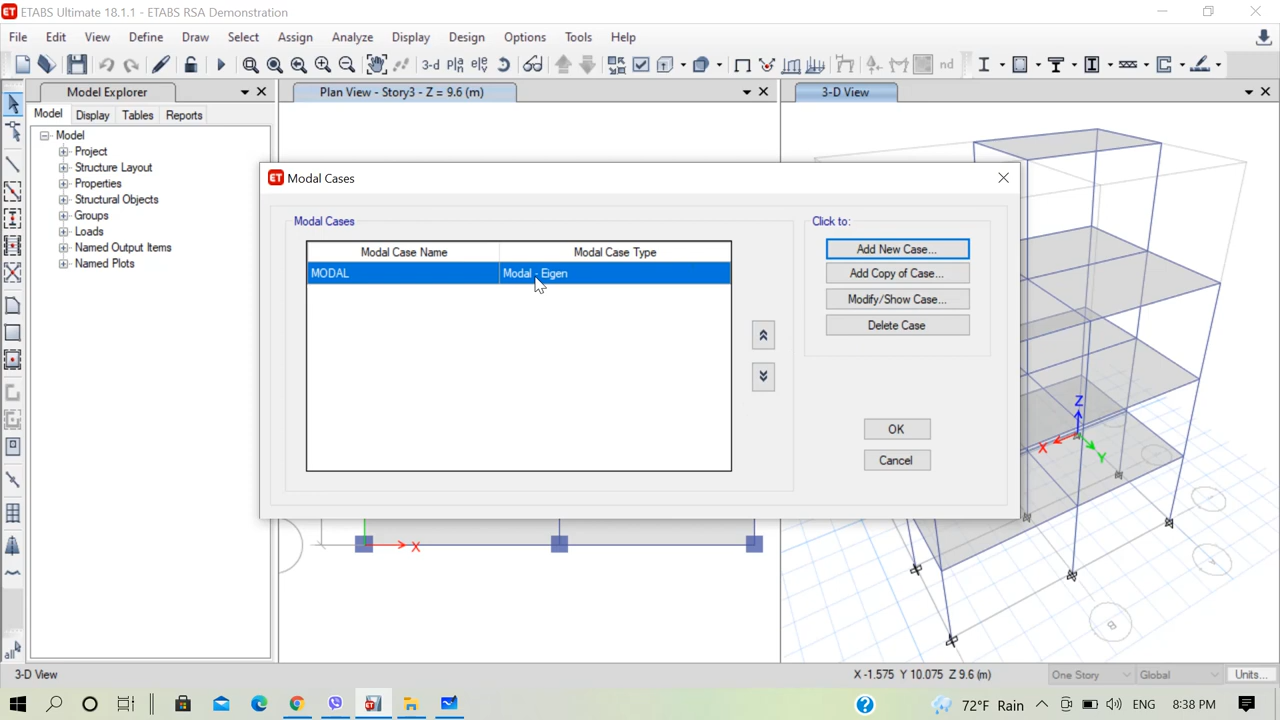 ETABS Ultimate 18.1.1 - ETABS RSA Demonstration
File Edit View Define Draw Select Assign Analyze Display Design Options Tools Help
3-d nd
Model Explorer
Plan View - Story3 - Z = 9.6 (m)
3-D View
Model Display Tables Reports
Model
Project
Structure Layout
Properties
Structural Objects
Groups
Loads
Named Output Items
Named Plots
ET Modal Cases
Modal Cases
Click to:
Modal Case Name Modal Case Type
MODAL Modal - Eigen
Add New Case...
Add Copy of Case...
Modify/Show Case...
Delete Case
OK
Cancel
Z
X
Y
X
A
B
all
3-D View
X -1.575 Y 10.075 Z 9.6 (m)
One Story
Global
Units...
72°F Rain
ENG
8:38 PM